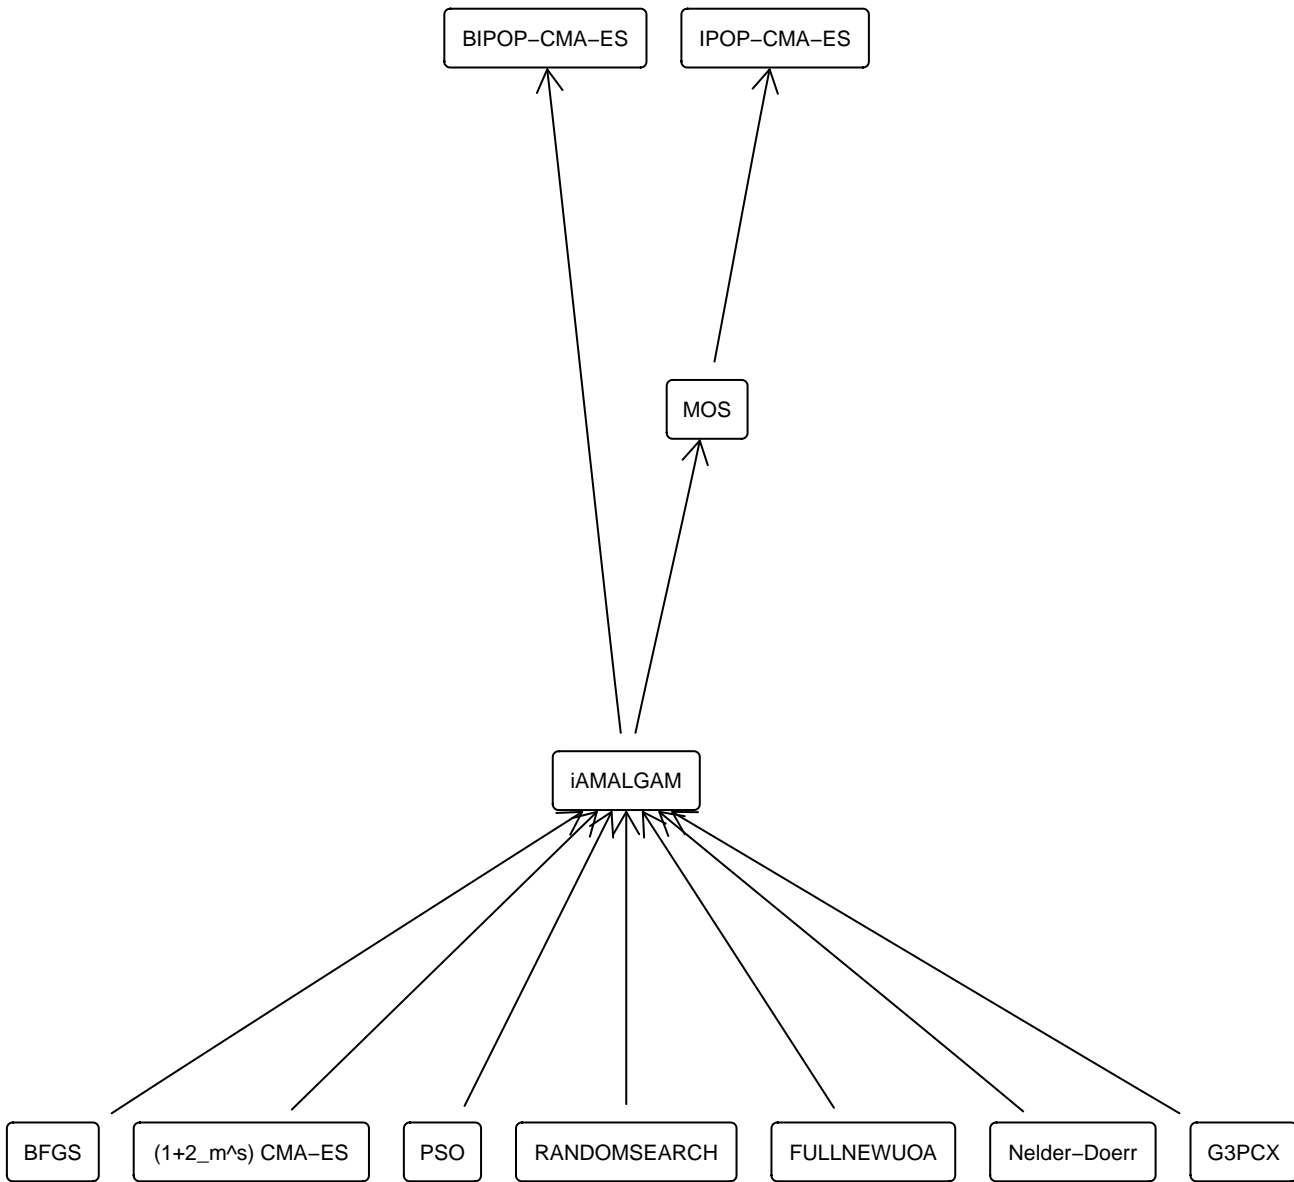 BIPOP−CMA−ES
IPOP−CMA−ES
MOS
iAMALGAM
BFGS
(1+2_m^s) CMA−ES
PSO
RANDOMSEARCH
FULLNEWUOA
Nelder−Doerr
G3PCX